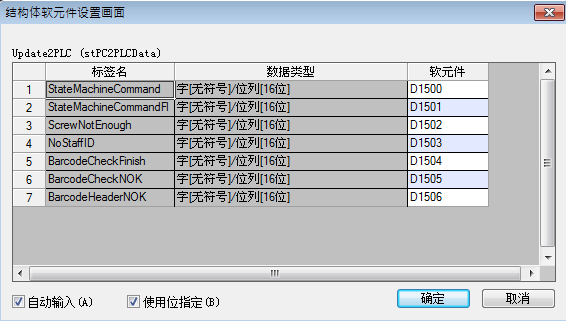 结构体软元件设置画面
Update2PLC (stPC2PLCData)
标签名 数据类型 软元件
1 StateMachineCommand 字[无符号]/位列[16位] D1500
2 StateMachineCommandFl 字[无符号]/位列[16位] D1501
3 ScrewNotEnough 字[无符号]/位列[16位] D1502
4 NoStaffID 字[无符号]/位列[16位] D1503
5 BarcodeCheckFinish 字[无符号]/位列[16位] D1504
6 BarcodeCheckNOK 字[无符号]/位列[16位] D1505
7 BarcodeHeaderNOK 字[无符号]/位列[16位] D1506
自动输入(A) 使用位指定(B) 确定 取消